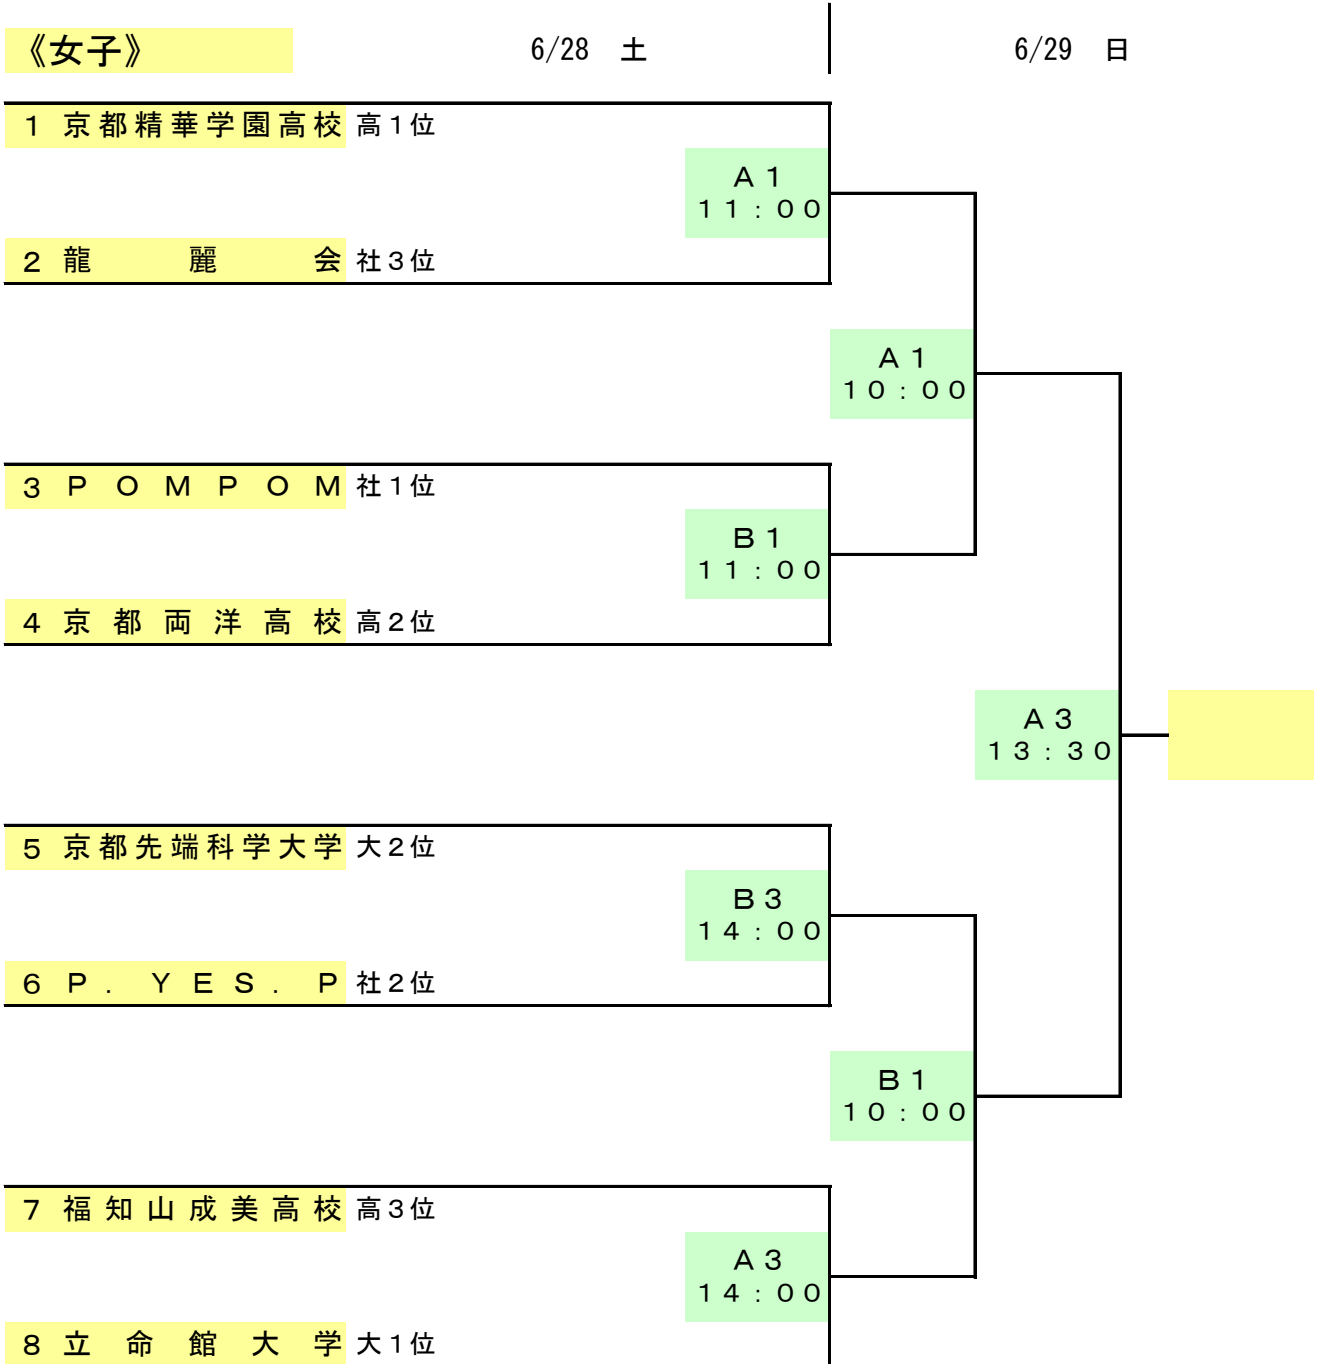 《女子》 6/28 土 6/29 日
1 京都精華学園高校 高1位
A1
11:00
2 龍麗会 社3位
A1
10:00
3 POMPOM 社1位
B1
11:00
4 京都両洋高校 高2位
A3
13:30
5 京都先端科学大学 大2位
B3
14:00
6 P.YES.P 社2位
B1
10:00
7 福知山成美高校 高3位
A3
14:00
8 立命館大学 大1位